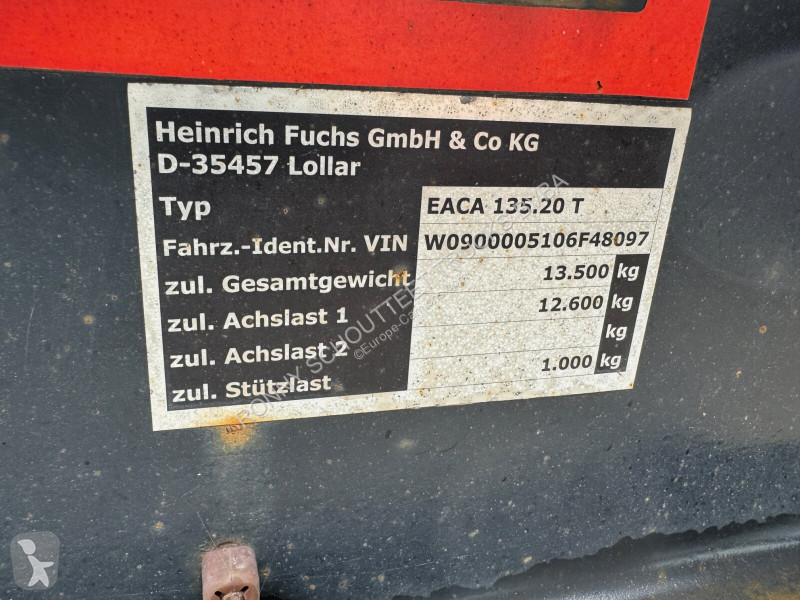 Heinrich Fuchs GmbH & Co KG
D-35457 Lollar
Typ EACA 135.20 T
Fahrz.-Ident.Nr. VIN W0900005106F48097
zul. Gesamtgewicht 13.500 kg
zul. Achslast 1 12.600 kg
zul. Achslast 2 kg
zul. Stützlast 1.000 kg